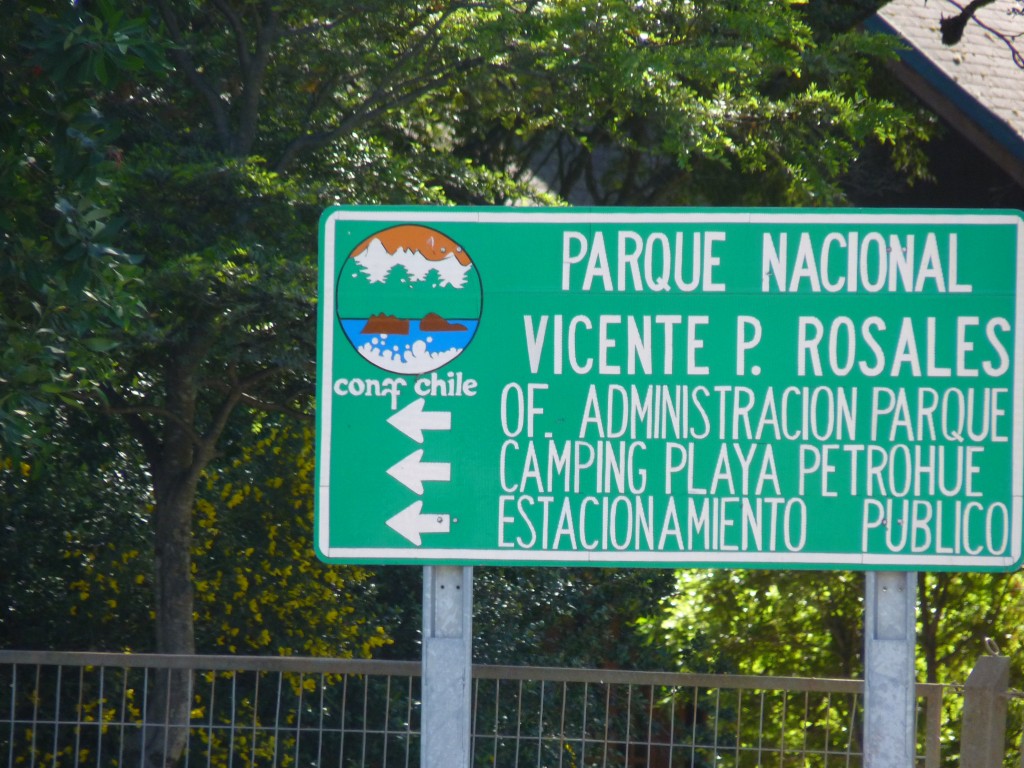 PARQUE NACIONAL
VICENTE P. ROSALES
conaf chile
OF. ADMINISTRACION PARQUE
CAMPING PLAYA PETROHUE
ESTACIONAMIENTO PUBLICO